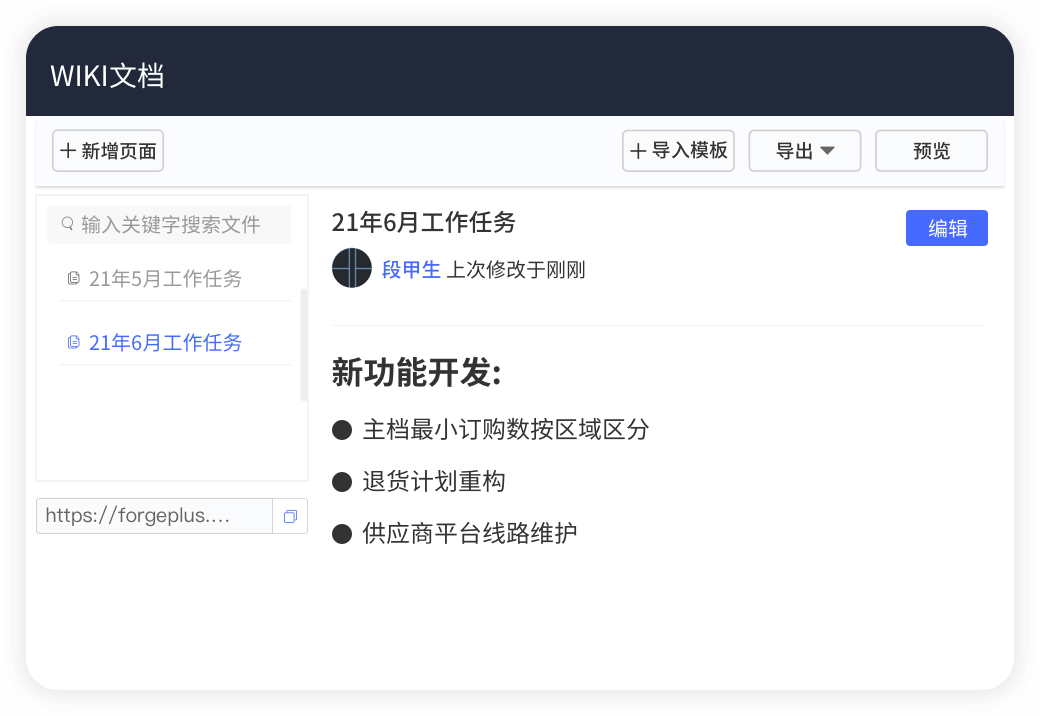 WIKI文档
新增页面
导入模板
导出
预览
输入关键字搜索文件
21年5月工作任务
21年6月工作任务
https://forgeplus....
21年6月工作任务
编辑
段甲生 上次修改于刚刚
新功能开发:
主档最小订购数按区域区分
退货计划重构
供应商平台线路维护